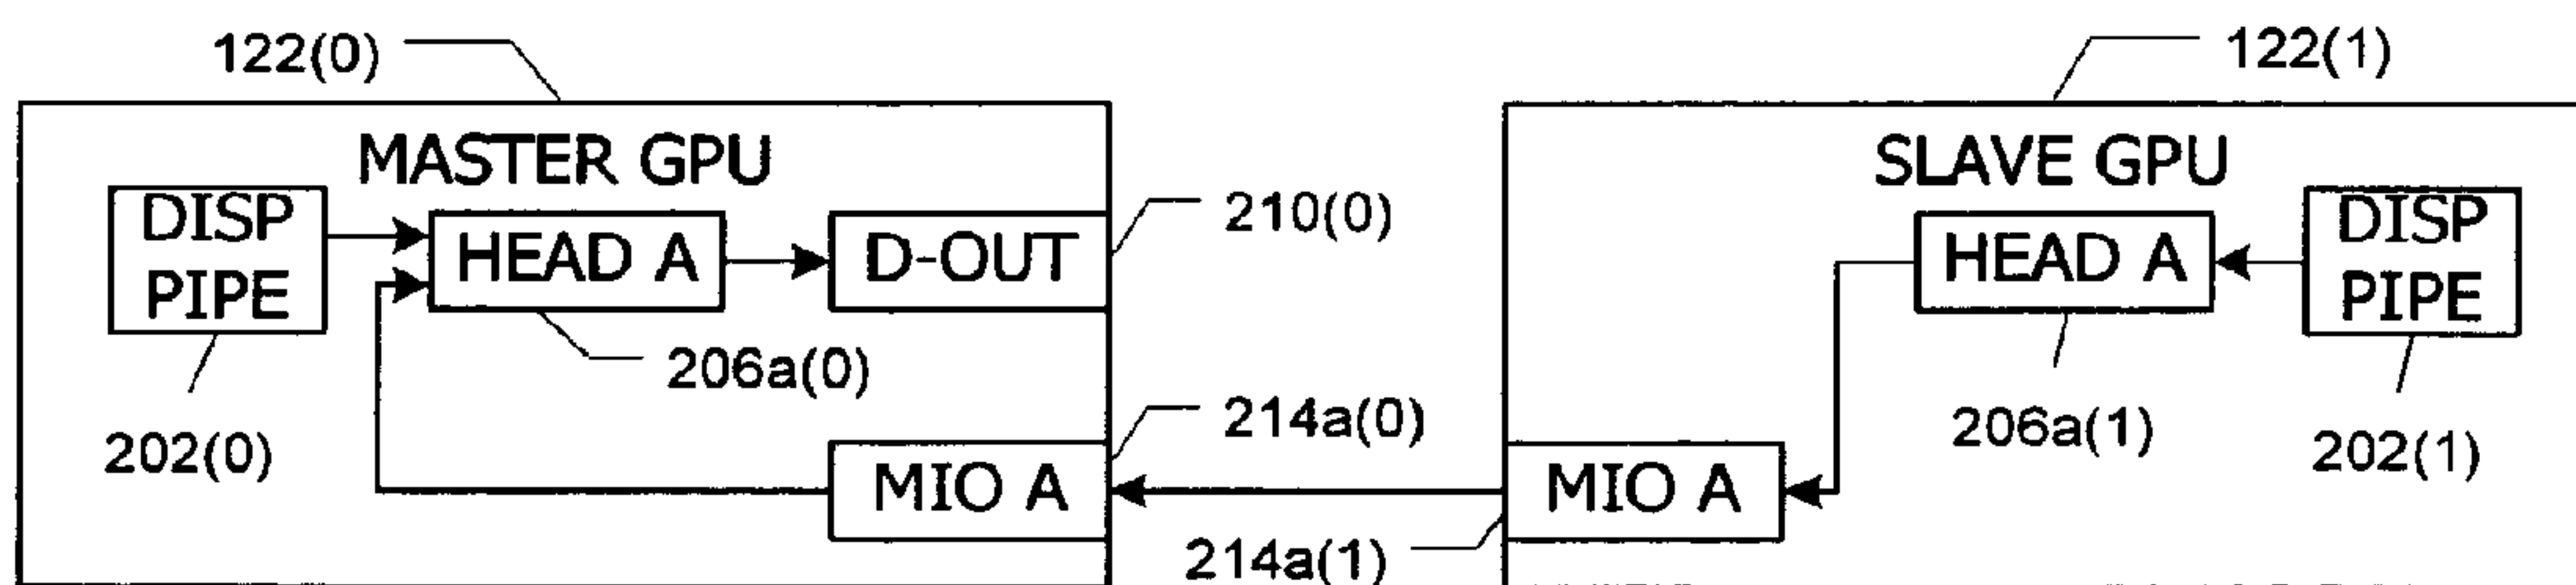 122(0)
122(1)
MASTER GPU
SLAVE GPU
DISP
PIPE
HEAD A
D-OUT
210(0)
HEAD A
DISP
PIPE
206a(0)
202(0)
214a(0)
206a(1)
202(1)
MIO A
MIO A
214a(1)